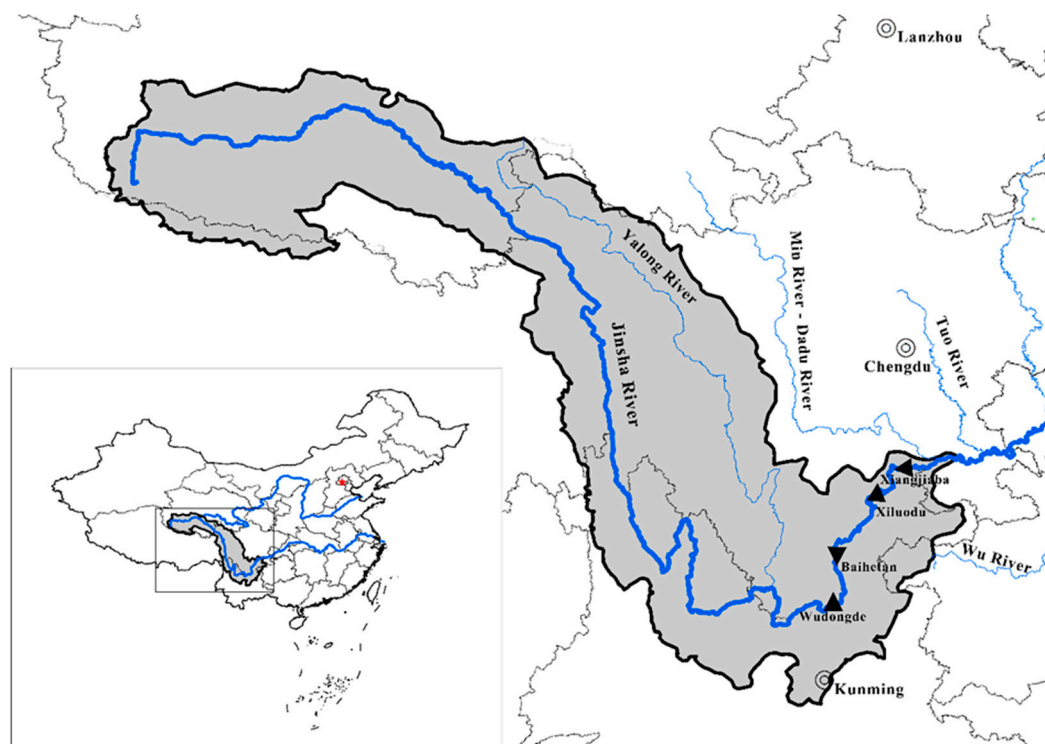 Lanzhou
Yalong River
Min River - Dadu River
Jinsha River
Tuo River
Chengdu
Xiangjiaba
Xiluodu
Baihetan
Wu River
Wudongde
Kunming